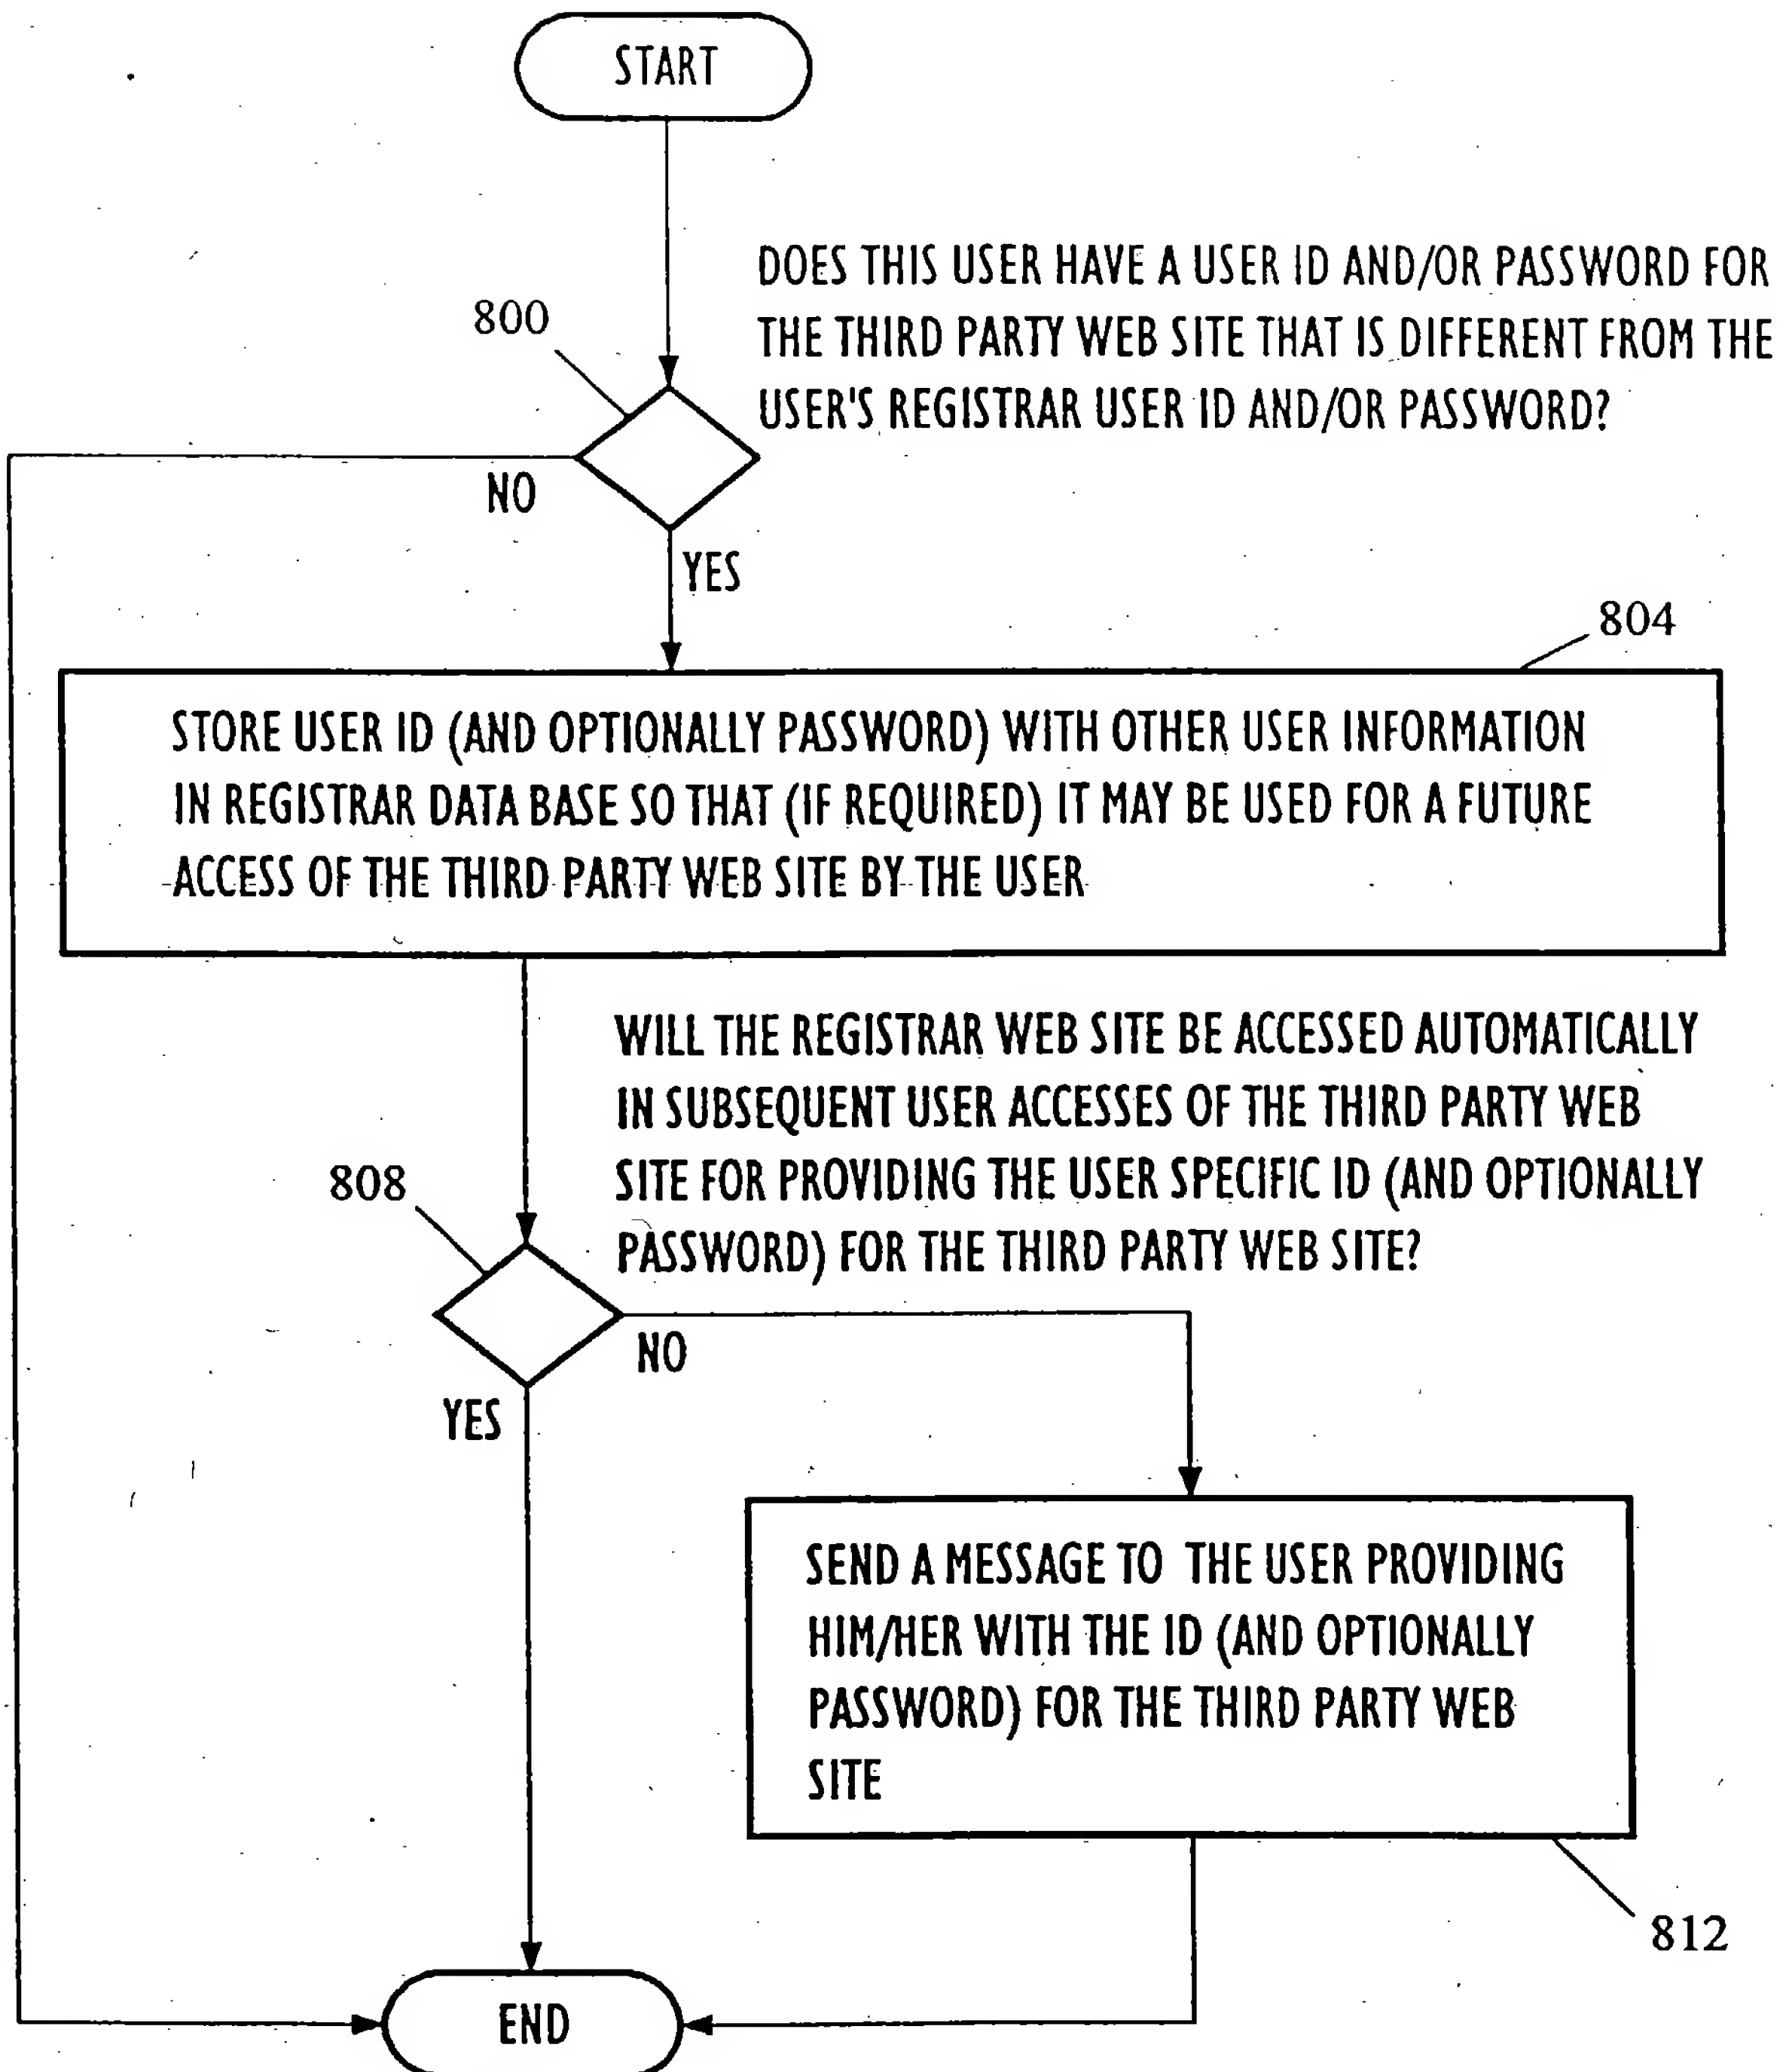 START
DOES THIS USER HAVE A USER ID AND/OR PASSWORD FOR
THE THIRD PARTY WEB SITE THAT IS DIFFERENT FROM THE
USER'S REGISTRAR USER ID AND/OR PASSWORD?
800
NO
YES
804
STORE USER ID (AND OPTIONALLY PASSWORD) WITH OTHER USER INFORMATION
IN REGISTRAR DATA BASE SO THAT (IF REQUIRED) IT MAY BE USED FOR A FUTURE
ACCESS OF THE THIRD PARTY WEB SITE BY THE USER
WILL THE REGISTRAR WEB SITE BE ACCESSED AUTOMATICALLY
IN SUBSEQUENT USER ACCESSES OF THE THIRD PARTY WEB
SITE FOR PROVIDING THE USER SPECIFIC ID (AND OPTIONALLY
PASSWORD) FOR THE THIRD PARTY WEB SITE?
808
NO
YES
SEND A MESSAGE TO THE USER PROVIDING
HIM/HER WITH THE ID (AND OPTIONALLY
PASSWORD) FOR THE THIRD PARTY WEB
SITE
812
END